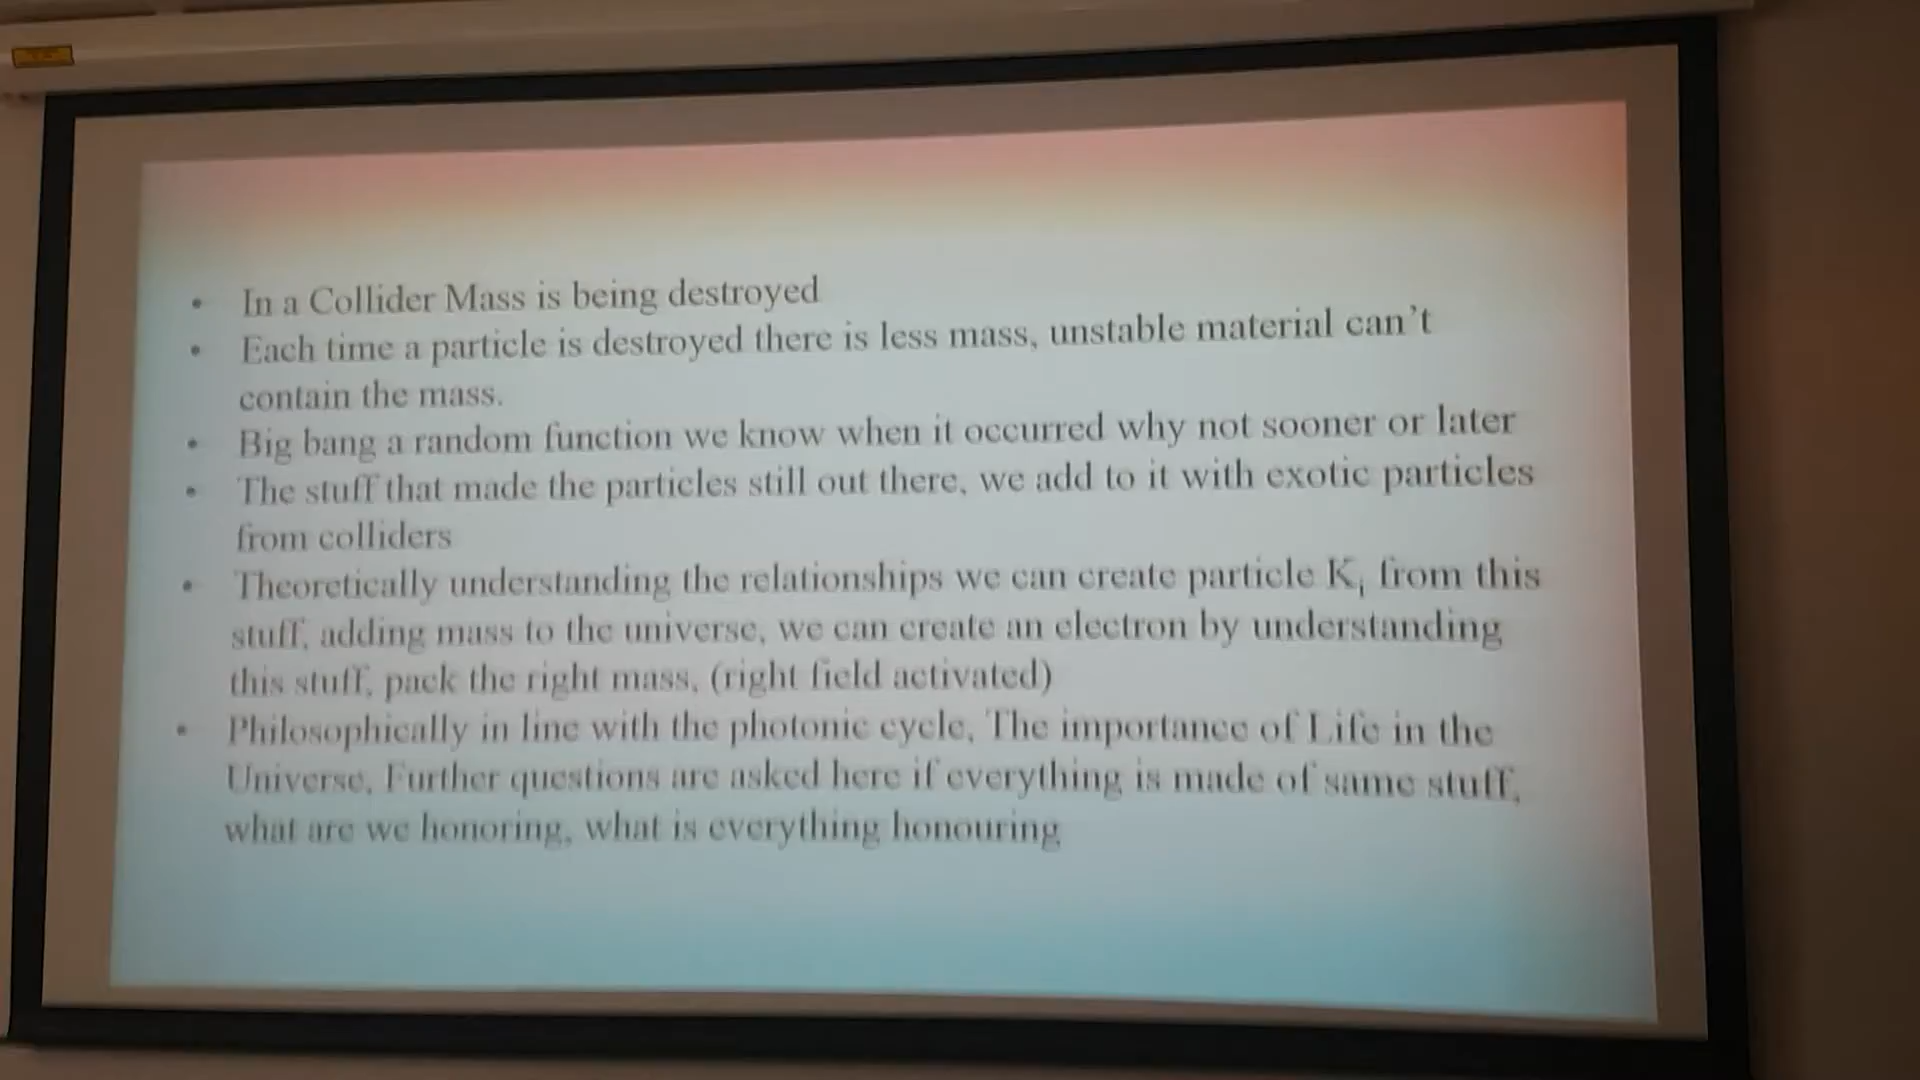 • In a Collider Mass is being destroyed
• Each time a particle is destroyed there is less mass, unstable material can't
contain the mass.
• Big bang a random function we know when it occurred why not sooner or later
• The stuff that made the particles still out there, we add to it with exotic particles
from colliders
• Theoretically understanding the relationships we can create particle Kᵢ from this
stuff, adding mass to the universe, we can create an electron by understanding
this stuff, pack the right mass, (right field activated)
• Philosophically in line with the photonic cycle, The importance of Life in the
Universe, Further questions are asked here if everything is made of same stuff,
what are we honoring, what is everything honouring